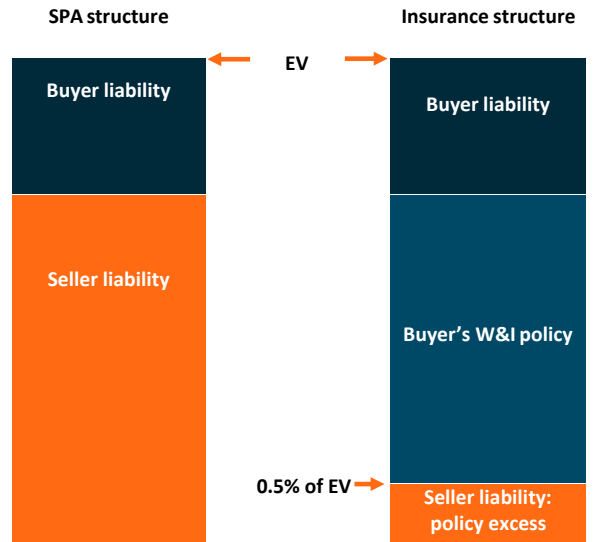 SPA structure
Insurance structure
EV
Buyer liability
Buyer liability
Seller liability
Buyer’s W&I policy
0.5% of EV
Seller liability:
policy excess